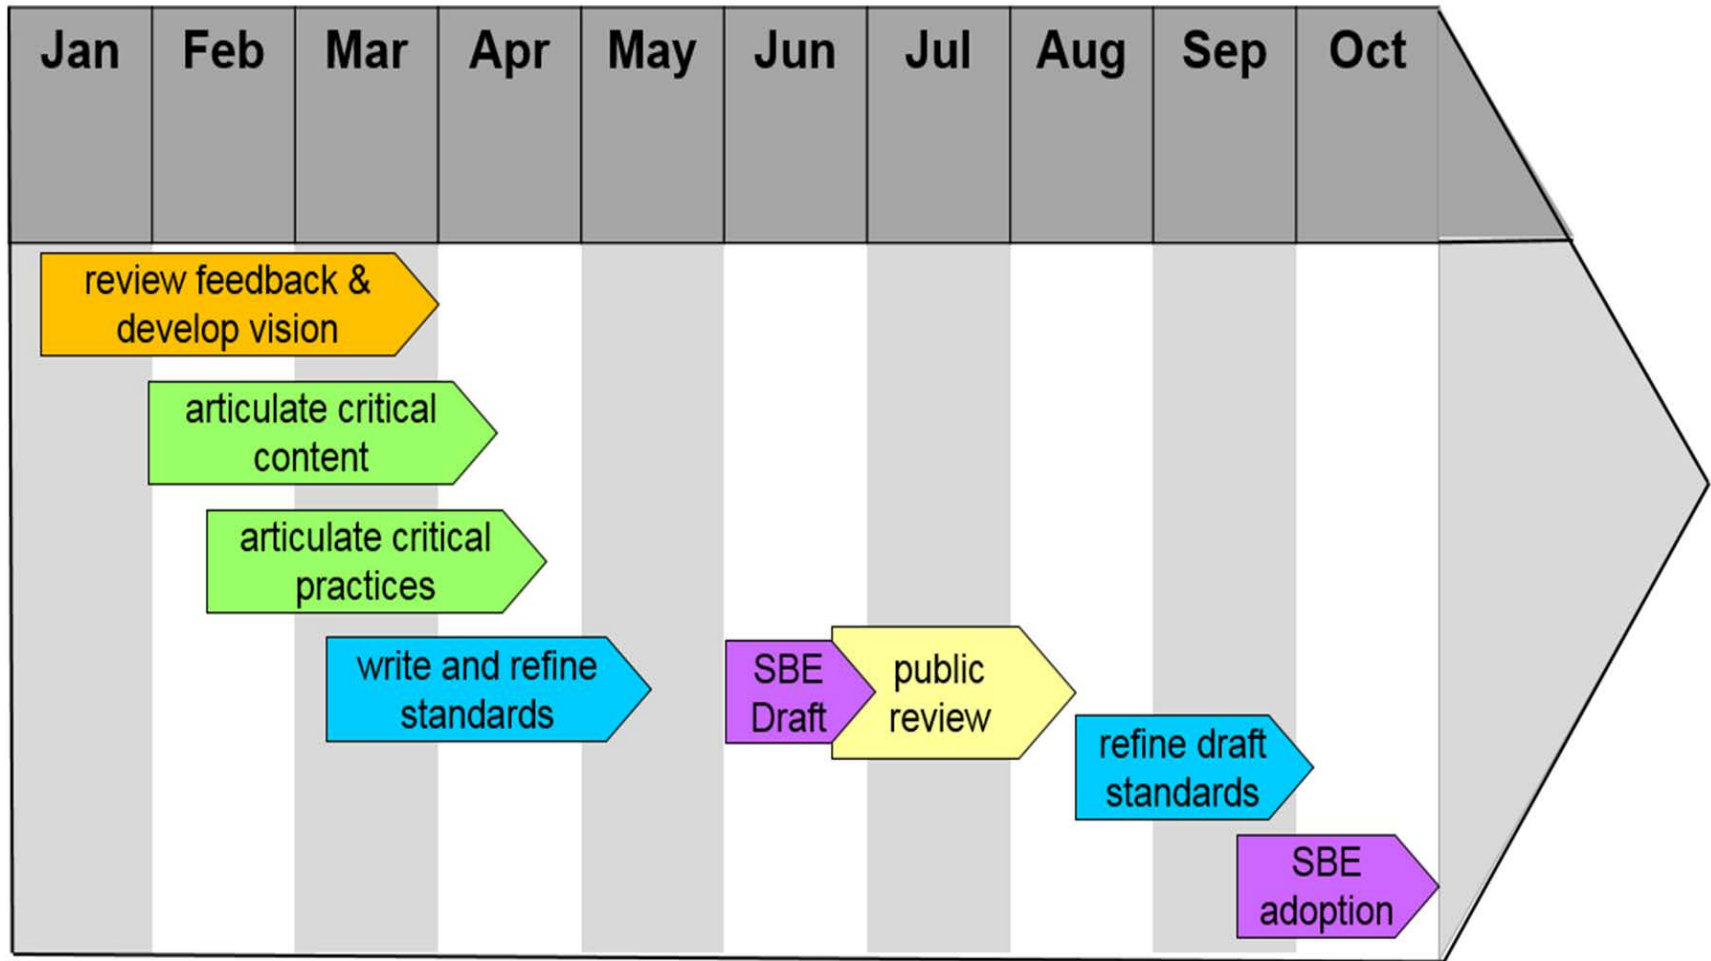 Jan Feb Mar Apr May Jun Jul Aug Sep Oct
review feedback &
develop vision
articulate critical
content
articulate critical
practices
write and refine
standards
SBE
Draft
public
review
refine draft
standards
SBE
adoption